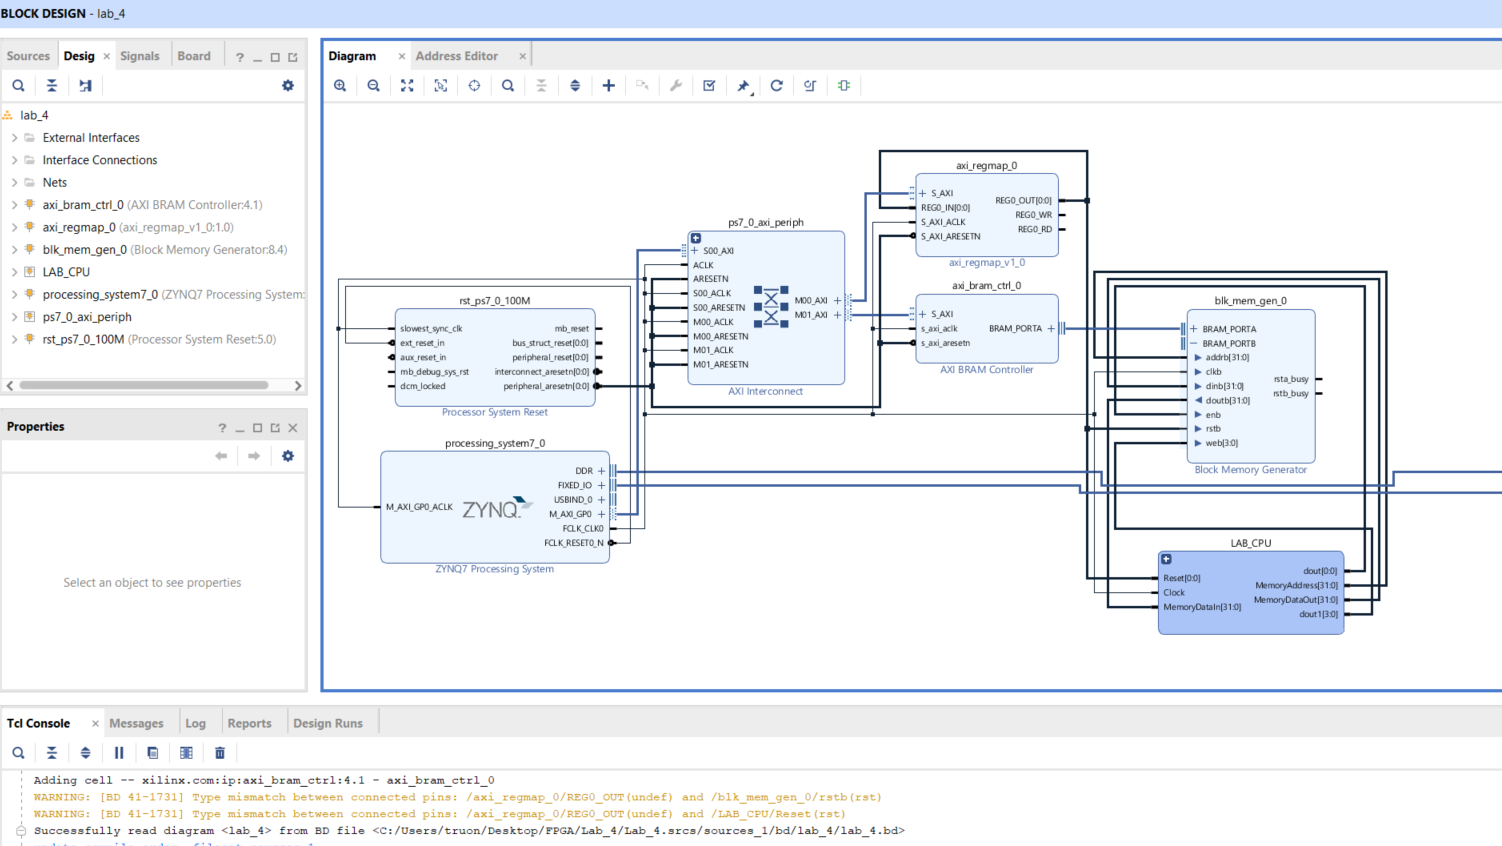 BLOCK DESIGN - lab_4
Sources
Desig
Signals
Board
lab_4
External Interfaces
Interface Connections
Nets
axi_bram_ctrl_0 (AXI BRAM Controller:4.1)
axi_regmap_0 (axi_regmap_v1_0:1.0)
blk_mem_gen_0 (Block Memory Generator:8.4)
LAB_CPU
processing_system7_0 (ZYNQ7 Processing System:
ps7_0_axi_periph
rst_ps7_0_100M (Processor System Reset:5.0)
Properties
Select an object to see properties
Diagram
Address Editor
rst_ps7_0_100M
slowest_sync_clk
ext_reset_in
aux_reset_in
mb_debug_sys_rst
dcm_locked
mb_reset
bus_struct_reset[0:0]
peripheral_reset[0:0]
interconnect_aresetn[0:0]
peripheral_aresetn[0:0]
Processor System Reset
processing_system7_0
M_AXI_GP0_ACLK
ZYNQ
DDR
FIXED_IO
USBIND_0
M_AXI_GP0
FCLK_CLK0
FCLK_RESET0_N
ZYNQ7 Processing System
ps7_0_axi_periph
S00_AXI
ACLK
ARESETN
S00_ACLK
S00_ARESETN
M00_ACLK
M00_ARESETN
M01_ACLK
M01_ARESETN
M00_AXI
M01_AXI
AXI Interconnect
axi_regmap_0
S_AXI
REG0_IN[0:0]
S_AXI_ACLK
S_AXI_ARESETN
REG0_OUT[0:0]
REG0_WR
REG0_RD
axi_regmap_v1_0
axi_bram_ctrl_0
S_AXI
s_axi_aclk
s_axi_aresetn
BRAM_PORTA
AXI BRAM Controller
blk_mem_gen_0
BRAM_PORTA
BRAM_PORTB
addrb[31:0]
clkb
dinb[31:0]
doutb[31:0]
enb
rstb
web[3:0]
rsta_busy
rstb_busy
Block Memory Generator
LAB_CPU
Reset[0:0]
Clock
MemoryDataIn[31:0]
dout[0:0]
MemoryAddress[31:0]
MemoryDataOut[31:0]
dout1[3:0]
Tcl Console
Messages
Log
Reports
Design Runs
Adding cell -- xilinx.com:ip:axi_bram_ctrl:4.1 - axi_bram_ctrl_0
WARNING: [BD 41-1731] Type mismatch between connected pins: /axi_regmap_0/REG0_OUT(undef) and /blk_mem_gen_0/rstb(rst)
WARNING: [BD 41-1731] Type mismatch between connected pins: /axi_regmap_0/REG0_OUT(undef) and /LAB_CPU/Reset(rst)
Successfully read diagram <lab_4> from BD file <C:/Users/truon/Desktop/FPGA/Lab_4/Lab_4.srcs/sources_1/bd/lab_4/lab_4.bd>